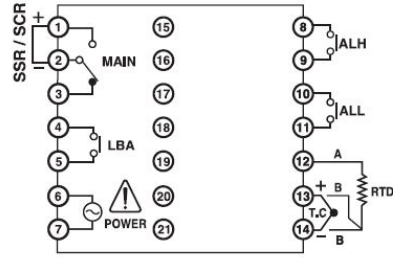 SSR / SCR
+
−
1
2
3
4
5
6
7
MAIN
LBA
POWER
!
15
16
17
18
19
20
21
8
9
10
11
12
13
14
ALH
ALL
A
RTD
+
B
T.C
−
B